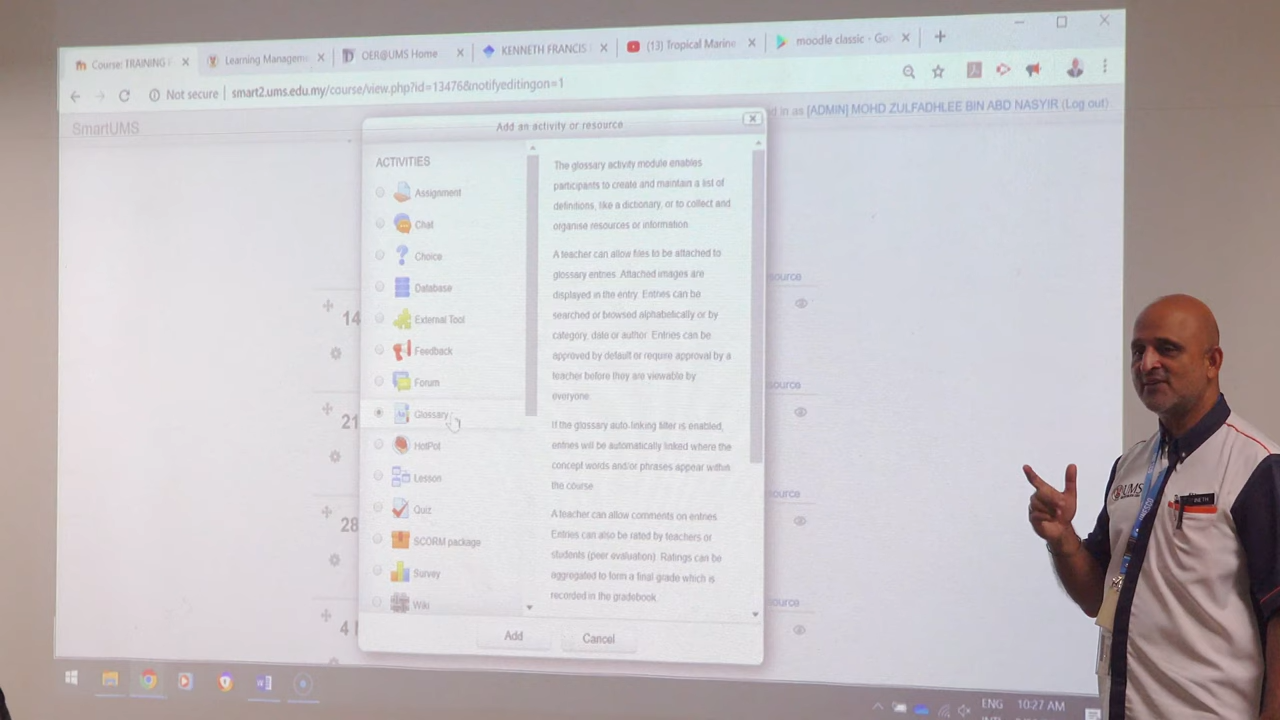 Course: TRAINING
Learning Managem
OER@UMS Home
KENNETH FRANCIS
(13) Tropical Marine
moodle classic - Go
Not secure | smart2.ums.edu.my/course/view.php?id=13476&notifyeditingon=1
SmartUMS
d in as [ADMIN] MOHD ZULFADHLEE BIN ABD NASYIR (Log out)
Add an activity or resource
ACTIVITIES
Assignment
Chat
Choice
Database
External Tool
Feedback
Forum
Glossary
HotPot
Lesson
Quiz
SCORM package
Survey
Wiki
The glossary activity module enables
participants to create and maintain a list of
definitions, like a dictionary, or to collect and
organise resources or information.
A teacher can allow files to be attached to
glossary entries. Attached images are
displayed in the entry. Entries can be
searched or browsed alphabetically or by
category, date or author. Entries can be
approved by default or require approval by a
teacher before they are viewable by
everyone.
If the glossary auto-linking filter is enabled,
entries will be automatically linked where the
concept words and/or phrases appear within
the course.
A teacher can allow comments on entries.
Entries can also be rated by teachers or
students (peer evaluation). Ratings can be
aggregated to form a final grade which is
recorded in the gradebook.
Add
Cancel
14
21
28
4
source
source
source
source
ENG
10:27 AM
UMS